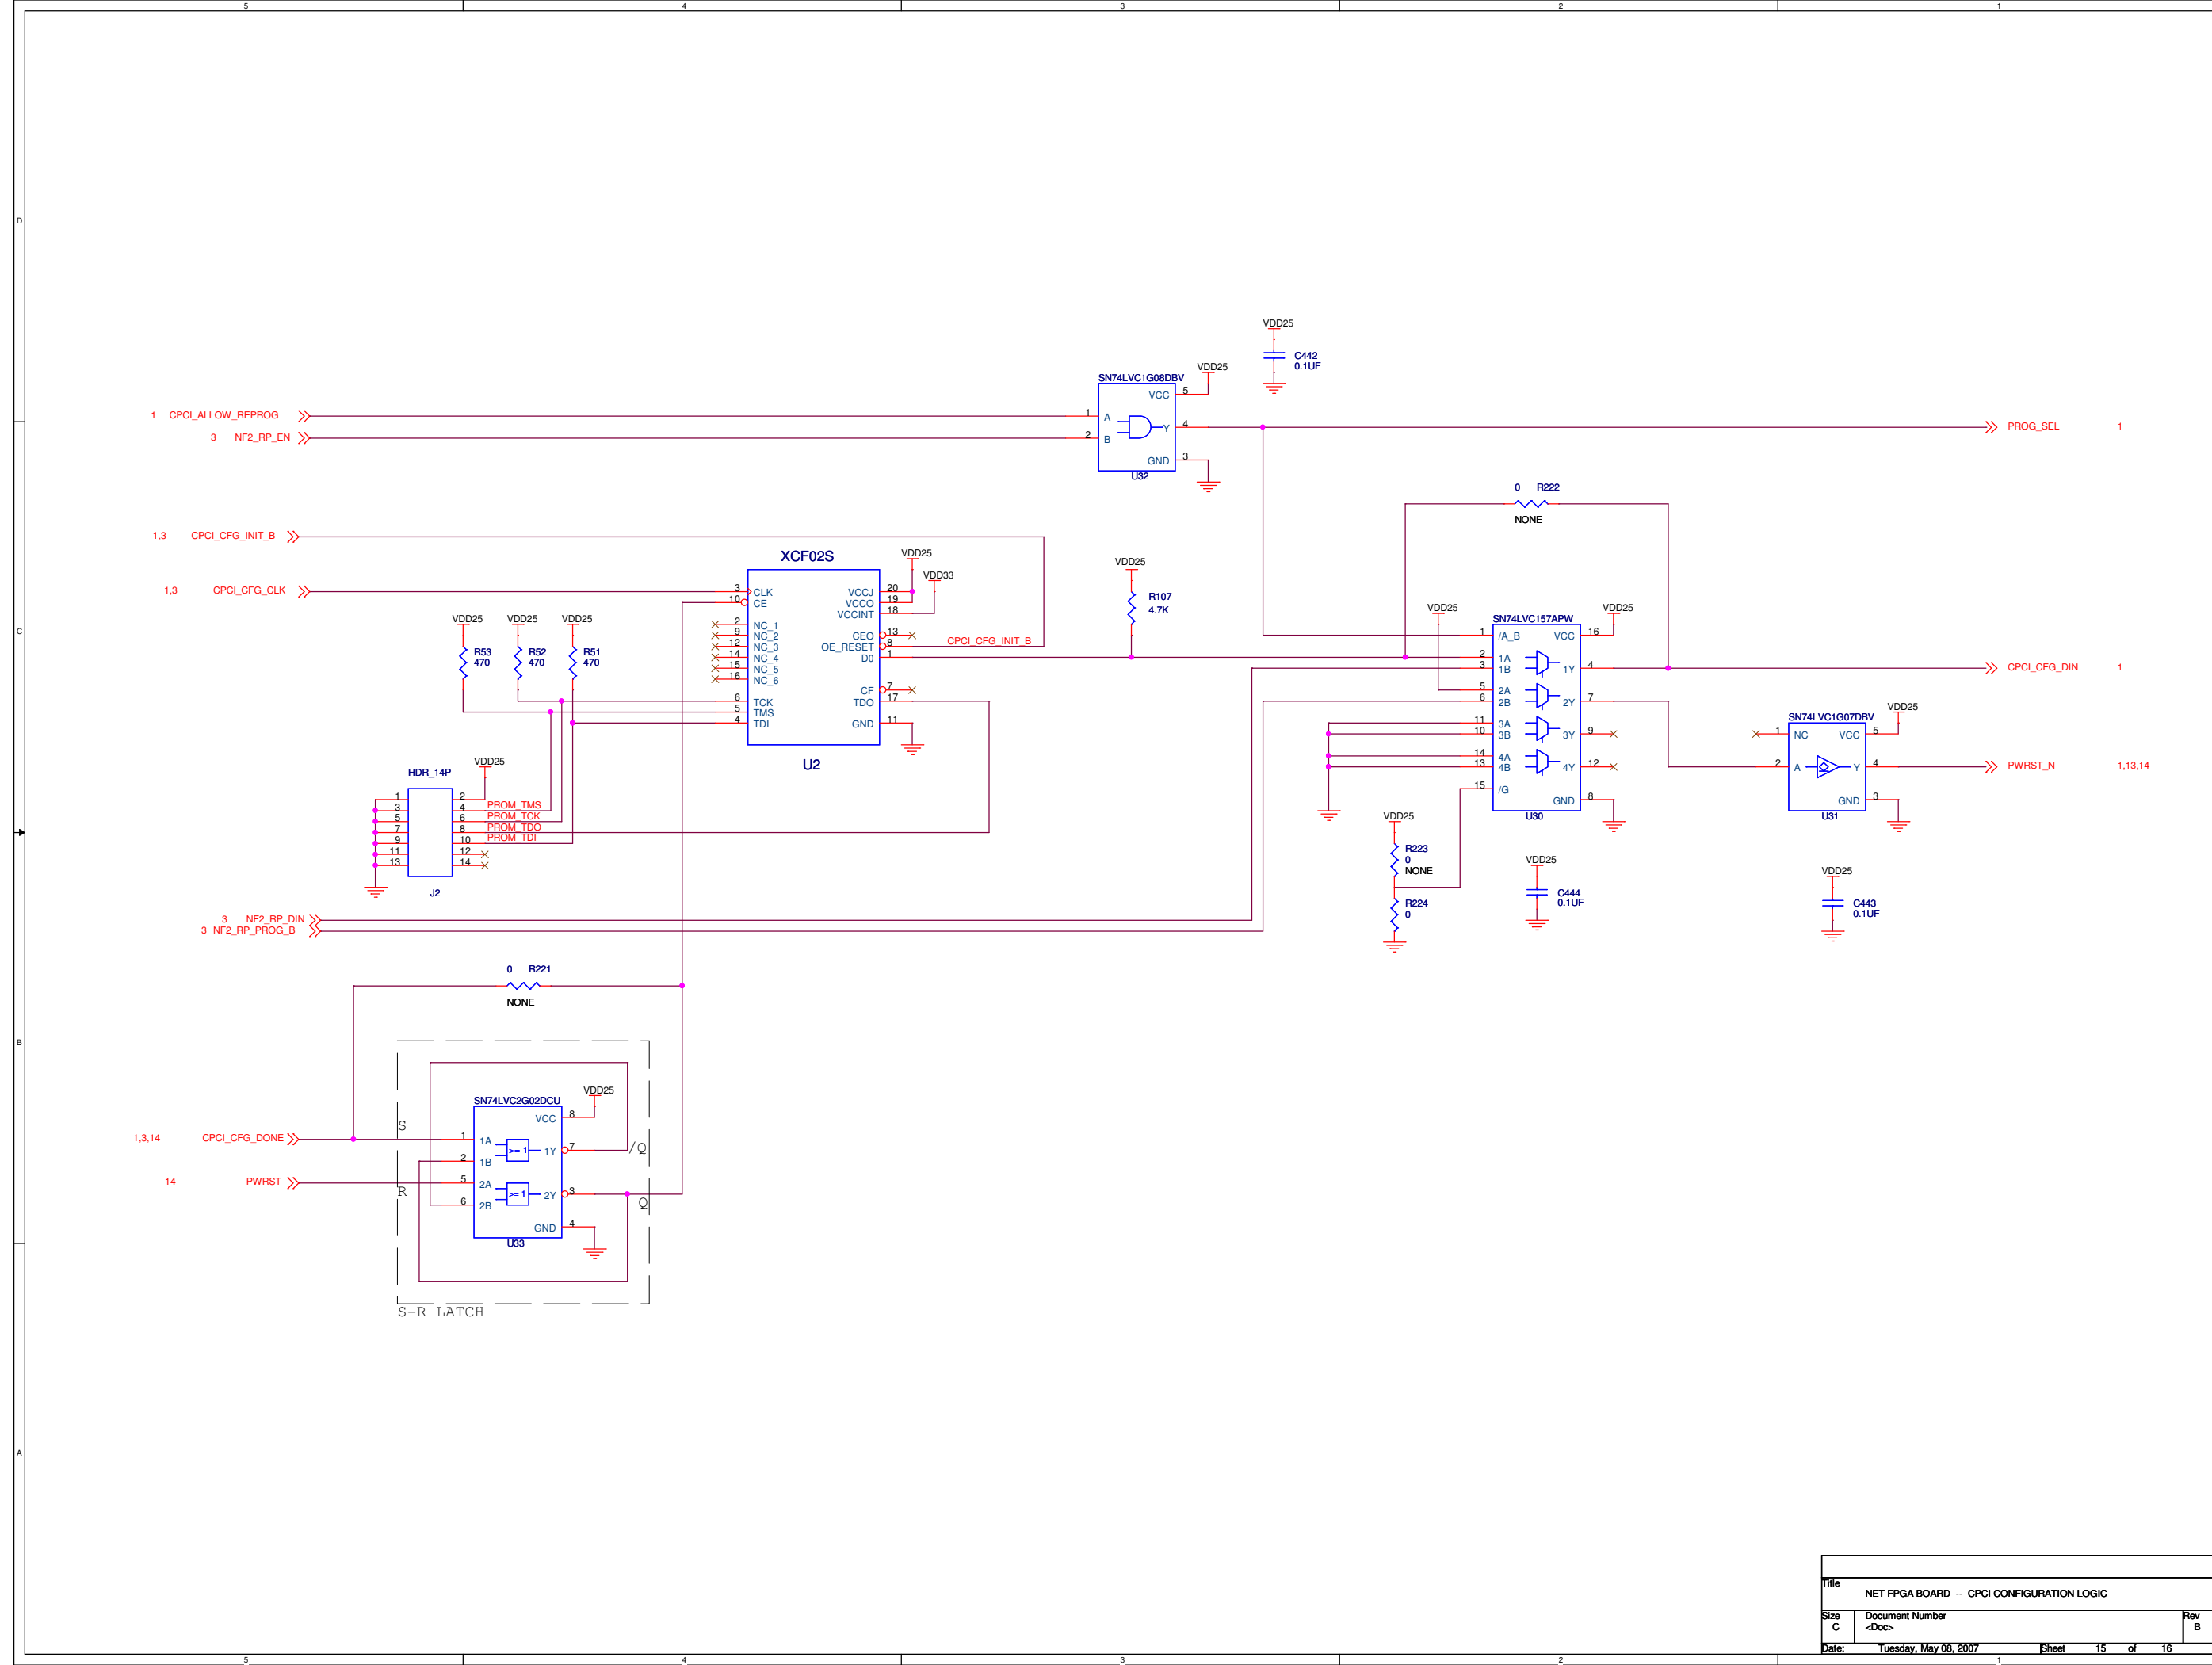 5 4 3 2 1
D
C
B
A
VDD25
C442
0.1UF
SN74LVC1G08DBV
VDD25
VCC 5
1 CPCI_ALLOW_REPROG
1 A
Y 4
PROG_SEL 1
3 NF2_RP_EN
2 B
GND 3
U32
0 R222
NONE
1,3 CPCI_CFG_INIT_B
XCF02S
VDD25
VDD33
1,3 CPCI_CFG_CLK
3 CLK
10 CE
2 NC_1
9 NC_2
12 NC_3
14 NC_4
15 NC_5
16 NC_6
6 TCK
5 TMS
4 TDI
VCCJ 20
VCCO 19
VCCINT 18
CEO 13
OE_RESET 8
CPCI_CFG_INIT_B
D0 1
CF 7
TDO 17
GND 11
U2
VDD25
R53
470
VDD25
R52
470
VDD25
R51
470
VDD25
R107
4.7K
VDD25
SN74LVC157APW
VDD25
1 /A_B
VCC 16
2 1A
3 1B
1Y 4
CPCI_CFG_DIN 1
5 2A
6 2B
2Y 7
11 3A
10 3B
3Y 9
14 4A
13 4B
4Y 12
15 /G
GND 8
U30
SN74LVC1G07DBV
VDD25
1 NC
VCC 5
2 A
Y 4
PWRST_N 1,13,14
GND 3
U31
HDR_14P
VDD25
1 2
3 4 PROM_TMS
5 6 PROM_TCK
7 8 PROM_TDO
9 10 PROM_TDI
11 12
13 14
J2
VDD25
R223
0
NONE
R224
0
VDD25
C444
0.1UF
VDD25
C443
0.1UF
3 NF2_RP_DIN
3 NF2_RP_PROG_B
0 R221
NONE
VDD25
SN74LVC2G02DCU
VCC 8
S
1,3,14 CPCI_CFG_DONE
1 1A
2 1B
>= 1
1Y 7
/Q
14 PWRST
R
5 2A
6 2B
>= 1
2Y 3
Q
GND 4
U33
S-R LATCH
Title
NET FPGA BOARD -- CPCI CONFIGURATION LOGIC
Size Document Number Rev
C <Doc> B
Date: Tuesday, May 08, 2007 Sheet 15 of 16
5 4 3 2 1